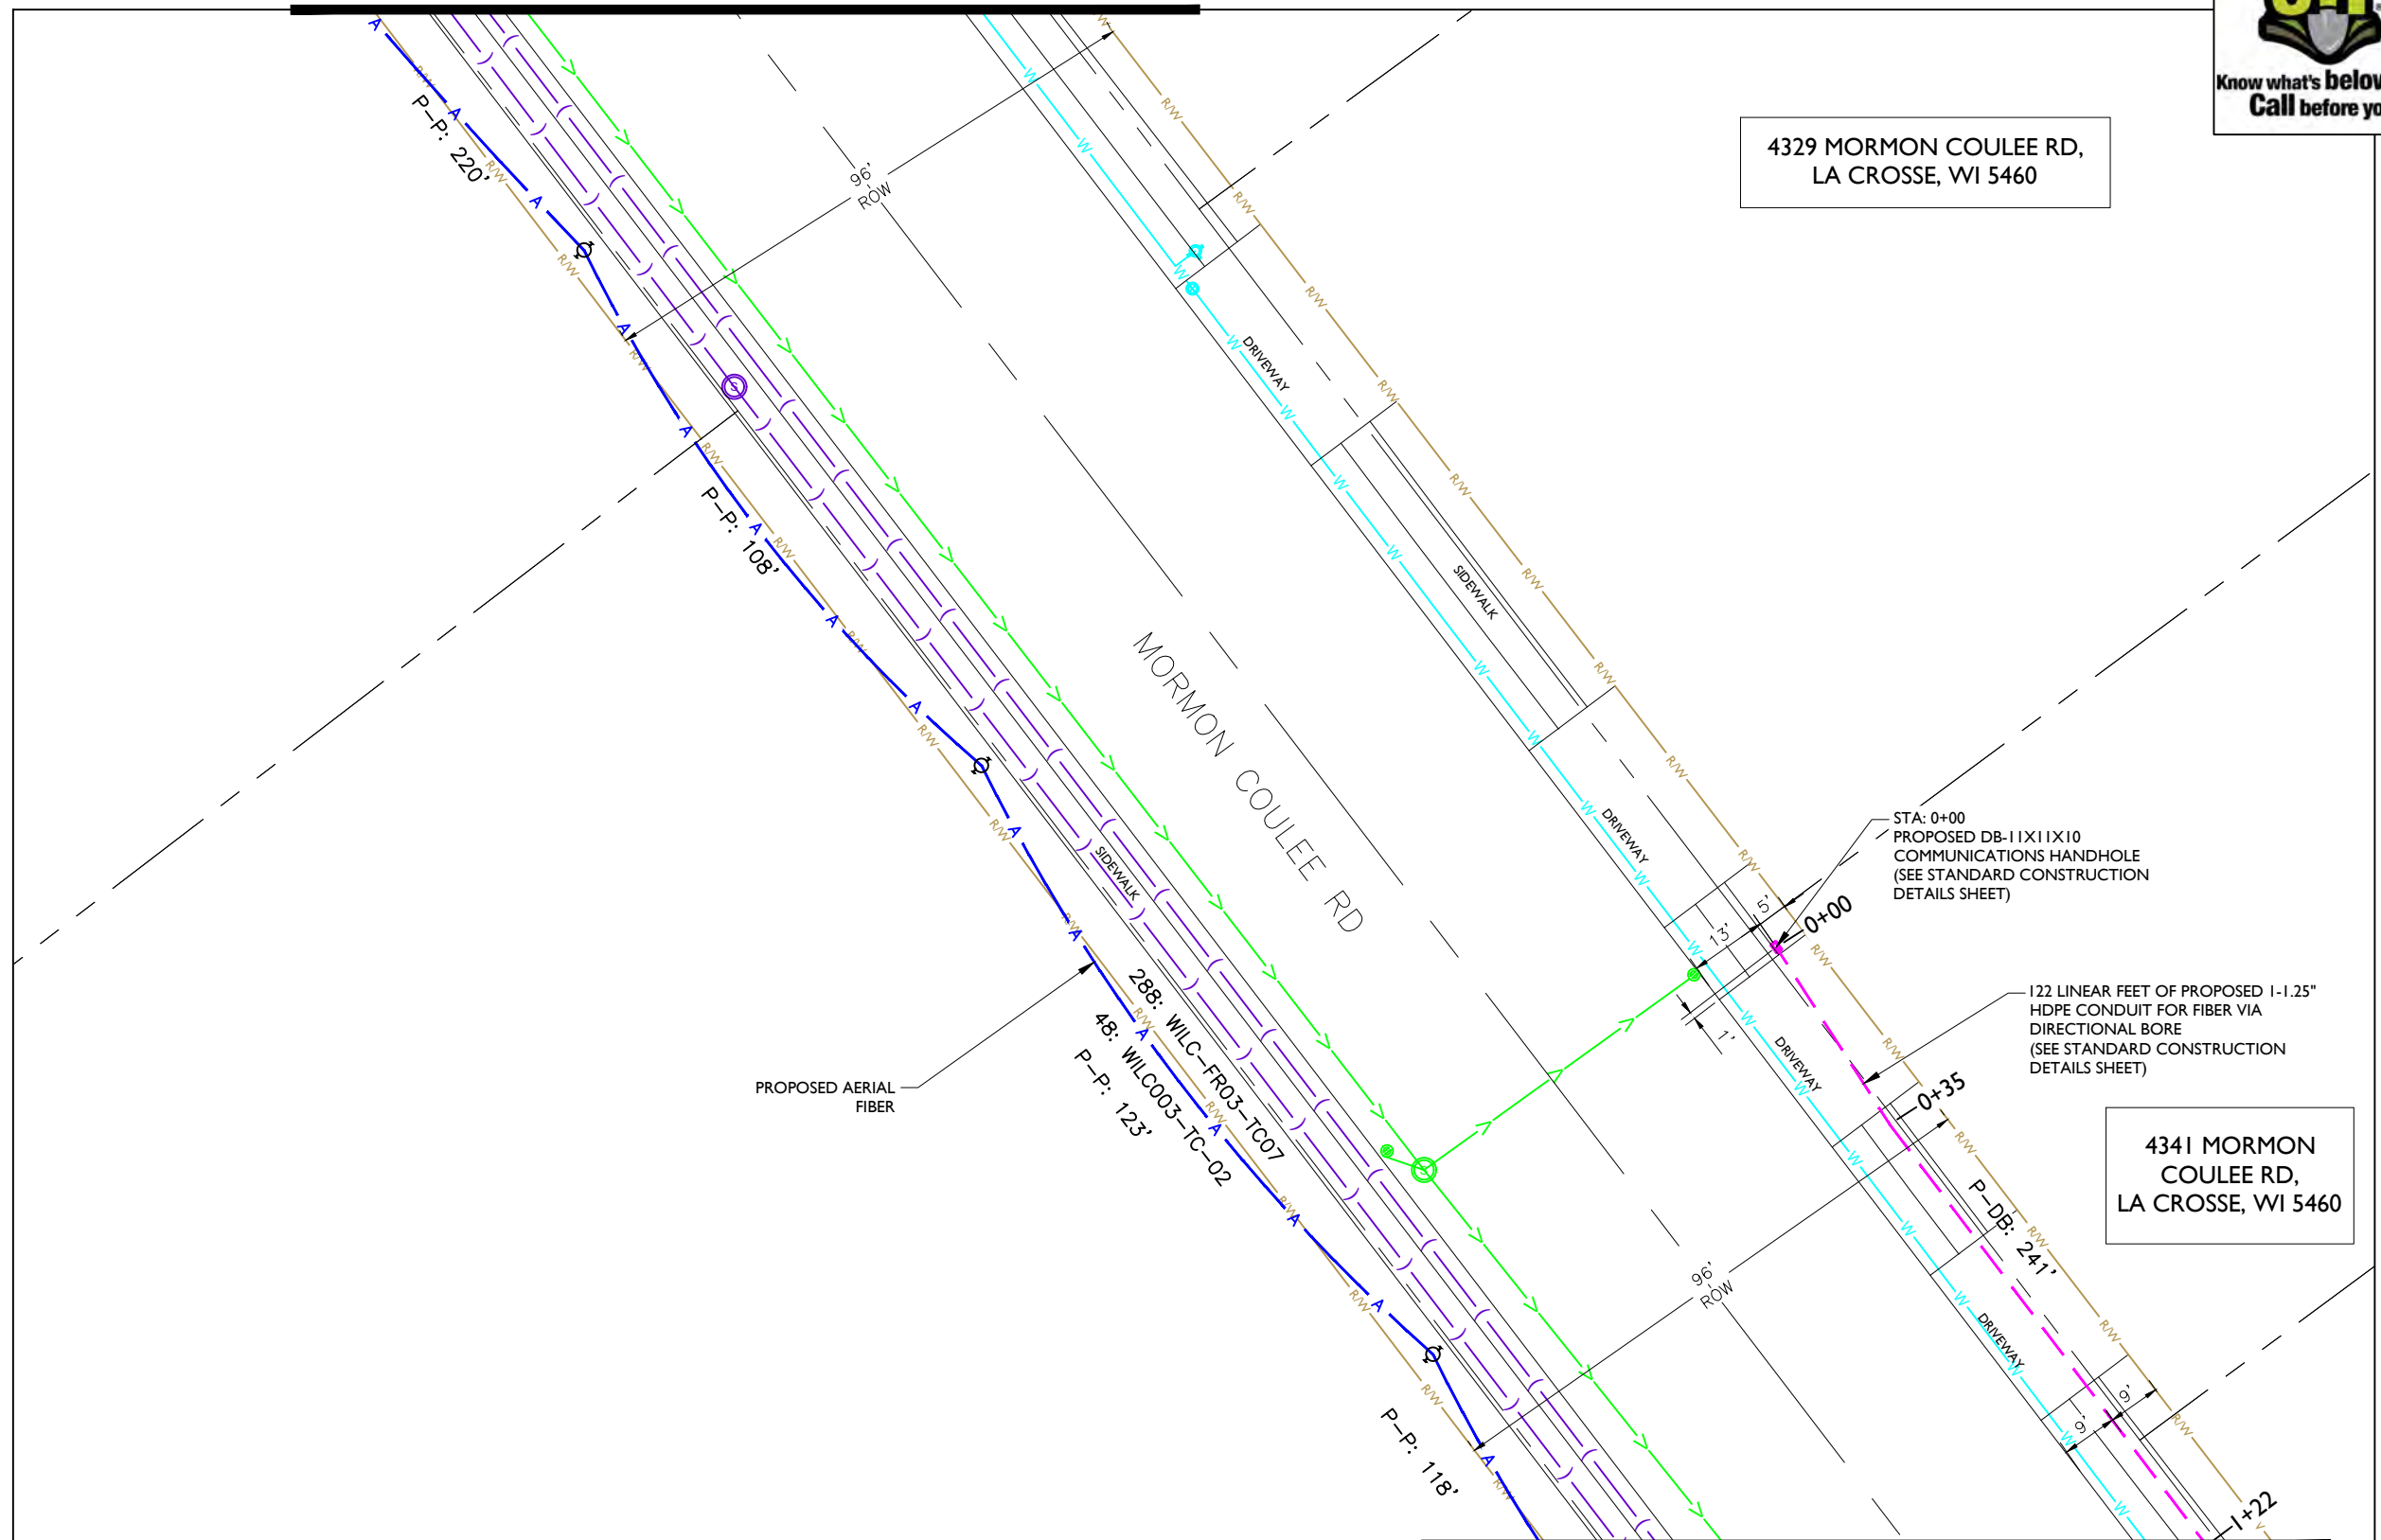 Know what's below
Call before yo
4329 MORMON COULEE RD,
LA CROSSE, WI 5460
P-P: 220'
96'
ROW
DRIVEWAY
P-P: 108'
SIDEWALK
MORMON COULEE RD
DRIVEWAY
STA: 0+00
PROPOSED DB-11X11X10
COMMUNICATIONS HANDHOLE
(SEE STANDARD CONSTRUCTION
DETAILS SHEET)
SIDEWALK
5'
13'
0+00
1'
122 LINEAR FEET OF PROPOSED 1-1.25"
HDPE CONDUIT FOR FIBER VIA
DIRECTIONAL BORE
(SEE STANDARD CONSTRUCTION
DETAILS SHEET)
DRIVEWAY
0+35
PROPOSED AERIAL
FIBER
288: WILC-FR03-TC07
48: WILC003-TC-02
P-P: 123'
4341 MORMON
COULEE RD,
LA CROSSE, WI 5460
P-DB: 241'
96'
ROW
DRIVEWAY
9'
9'
P-P: 118'
1+22
R/W
A
W
S